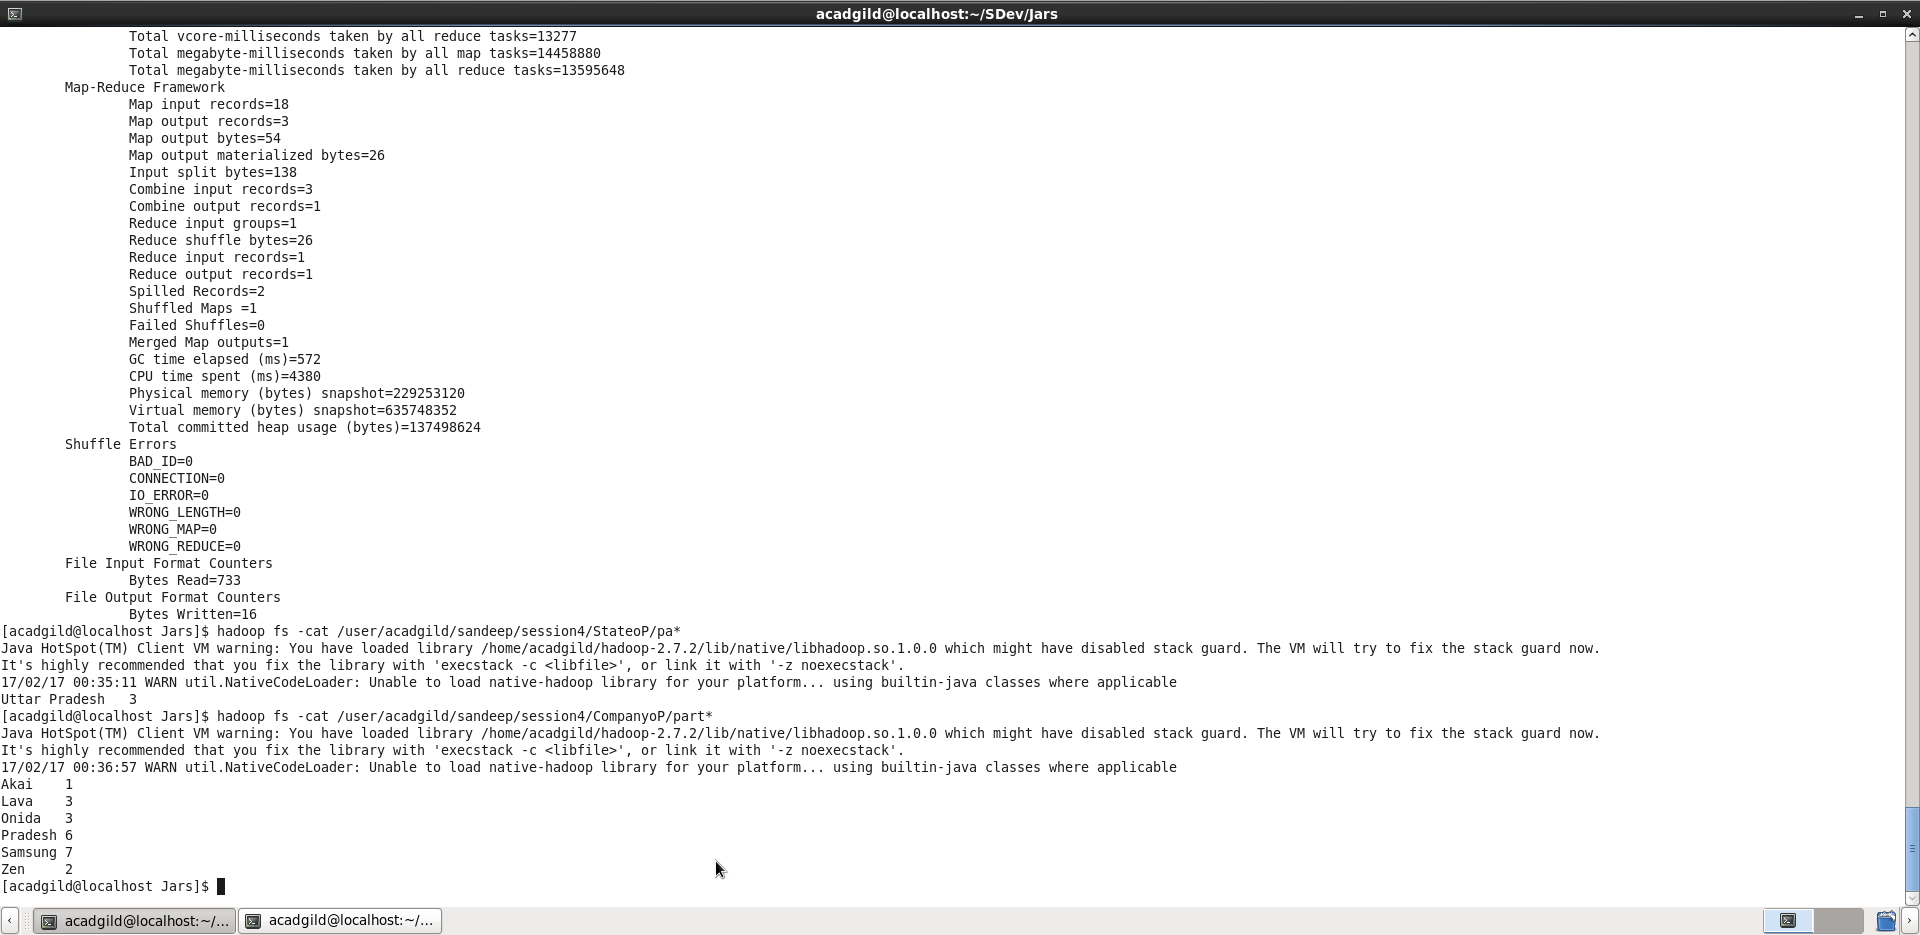 acadgild@localhost:~/SDev/Jars
Total vcore-milliseconds taken by all reduce tasks=13277
Total megabyte-milliseconds taken by all map tasks=14458880
Total megabyte-milliseconds taken by all reduce tasks=13595648
Map-Reduce Framework
Map input records=18
Map output records=3
Map output bytes=54
Map output materialized bytes=26
Input split bytes=138
Combine input records=3
Combine output records=1
Reduce input groups=1
Reduce shuffle bytes=26
Reduce input records=1
Reduce output records=1
Spilled Records=2
Shuffled Maps =1
Failed Shuffles=0
Merged Map outputs=1
GC time elapsed (ms)=572
CPU time spent (ms)=4380
Physical memory (bytes) snapshot=229253120
Virtual memory (bytes) snapshot=635748352
Total committed heap usage (bytes)=137498624
Shuffle Errors
BAD_ID=0
CONNECTION=0
IO_ERROR=0
WRONG_LENGTH=0
WRONG_MAP=0
WRONG_REDUCE=0
File Input Format Counters
Bytes Read=733
File Output Format Counters
Bytes Written=16
[acadgild@localhost Jars]$ hadoop fs -cat /user/acadgild/sandeep/session4/StateoP/pa*
Java HotSpot(TM) Client VM warning: You have loaded library /home/acadgild/hadoop-2.7.2/lib/native/libhadoop.so.1.0.0 which might have disabled stack guard. The VM will try to fix the stack guard now.
It's highly recommended that you fix the library with 'execstack -c <libfile>', or link it with '-z noexecstack'.
17/02/17 00:35:11 WARN util.NativeCodeLoader: Unable to load native-hadoop library for your platform... using builtin-java classes where applicable
Uttar Pradesh   3
[acadgild@localhost Jars]$ hadoop fs -cat /user/acadgild/sandeep/session4/CompanyoP/part*
Java HotSpot(TM) Client VM warning: You have loaded library /home/acadgild/hadoop-2.7.2/lib/native/libhadoop.so.1.0.0 which might have disabled stack guard. The VM will try to fix the stack guard now.
It's highly recommended that you fix the library with 'execstack -c <libfile>', or link it with '-z noexecstack'.
17/02/17 00:36:57 WARN util.NativeCodeLoader: Unable to load native-hadoop library for your platform... using builtin-java classes where applicable
Akai    1
Lava    3
Onida   3
Pradesh 6
Samsung 7
Zen     2
[acadgild@localhost Jars]$
acadgild@localhost:~/... acadgild@localhost:~/...